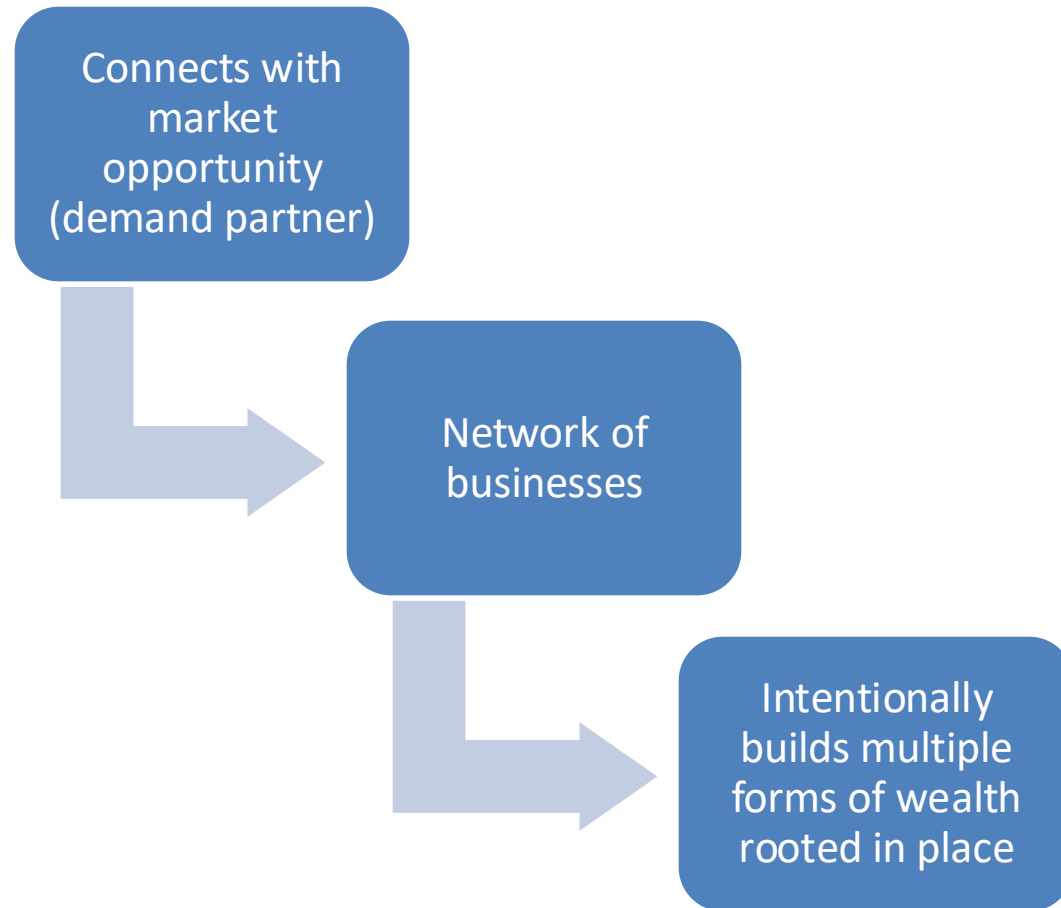 Connects with
market
opportunity
(demand partner)
Network of
businesses
Intentionally
builds multiple
forms of wealth
rooted in place